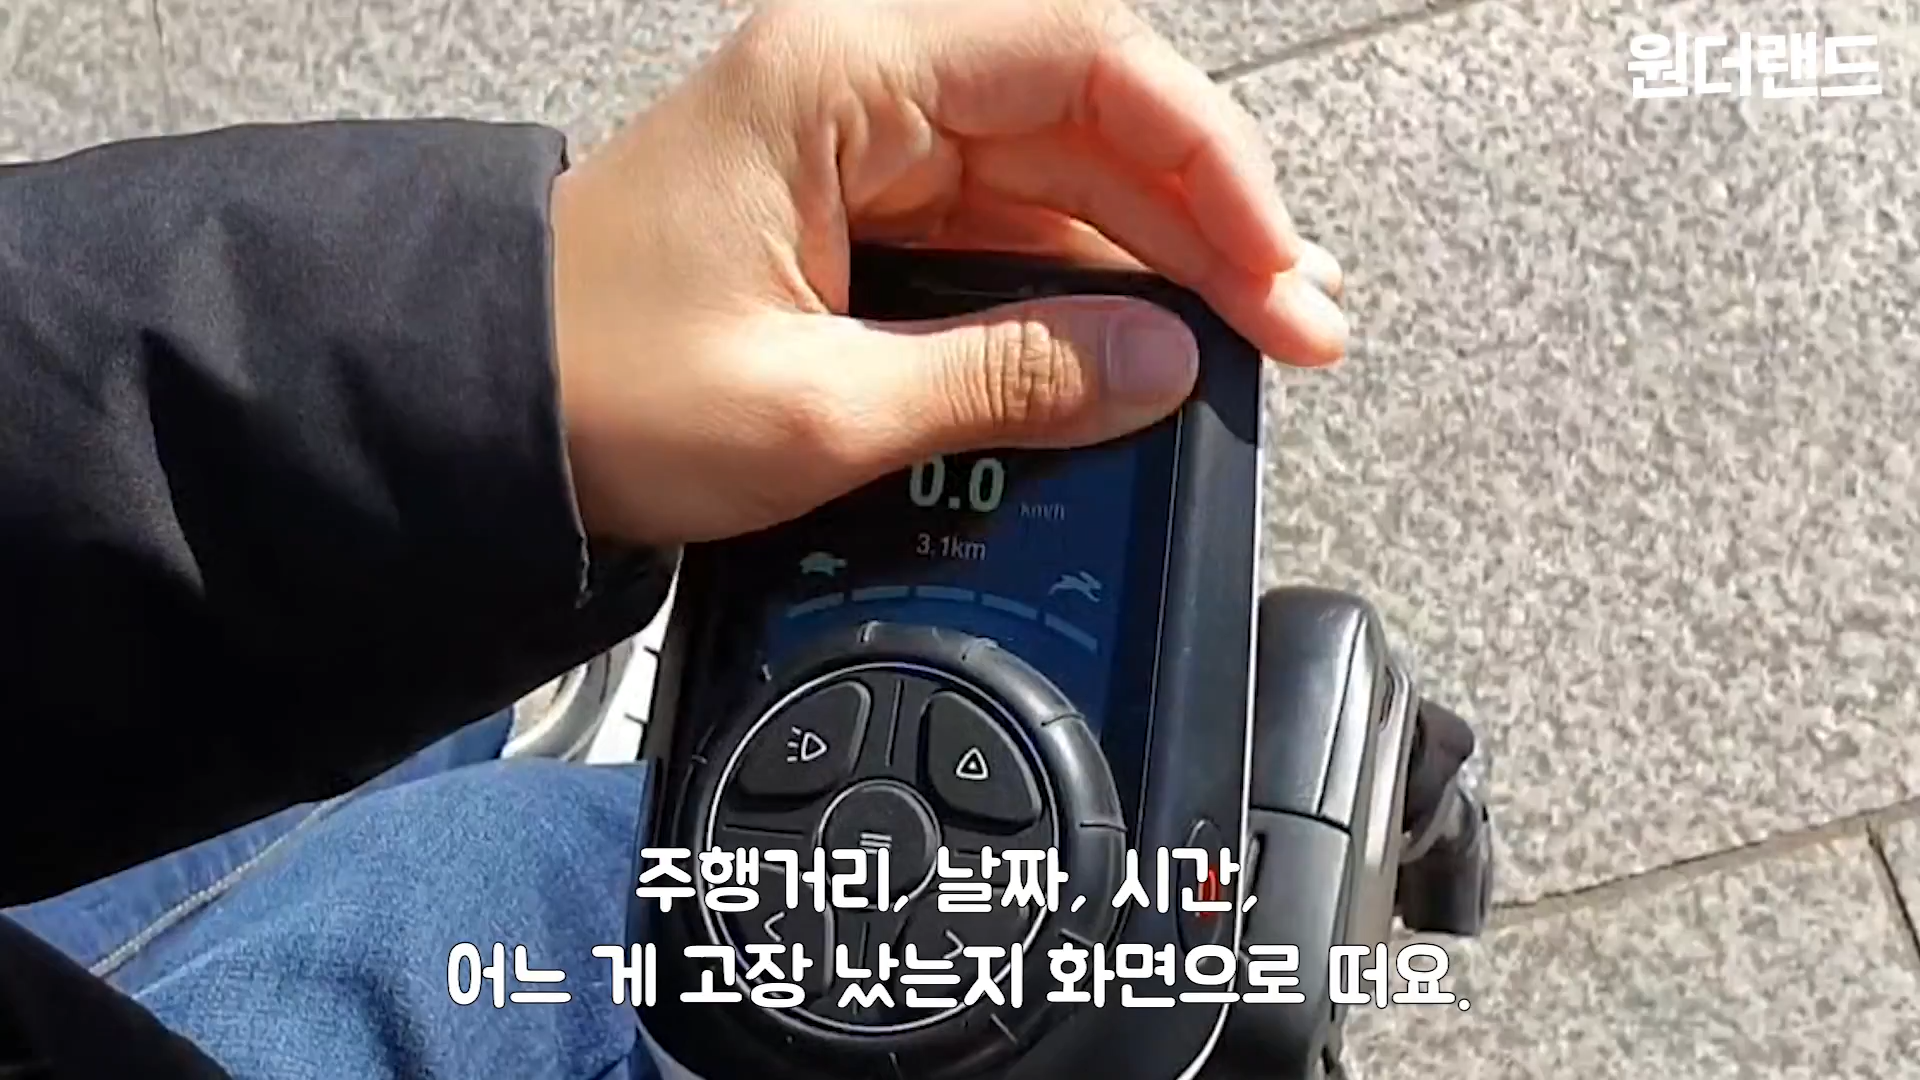 원더랜드
0.0 km/h
3.1km
주행거리, 날짜, 시간,
어느 게 고장 났는지 화면으로 떠요.